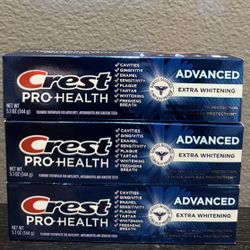 Crest
PRO-HEALTH
NET WT
5.1 OZ (144 g)
✓CAVITIES
✓GINGIVITIS
✓ENAMEL
✓SENSITIVITY
✓PLAQUE
✓TARTAR
✓WHITENING
✓FRESHENS
BREATH
ADVANCED
EXTRA WHITENING
Crest
PRO-HEALTH
NET WT
5.1 OZ (144 g)
✓CAVITIES
✓GINGIVITIS
✓ENAMEL
✓SENSITIVITY
✓PLAQUE
✓TARTAR
✓WHITENING
✓FRESHENS
BREATH
ADVANCED
EXTRA WHITENING
Crest
PRO-HEALTH
NET WT
5.1 OZ (144 g)
✓CAVITIES
✓GINGIVITIS
✓ENAMEL
✓SENSITIVITY
✓PLAQUE
✓TARTAR
✓WHITENING
✓FRESHENS
BREATH
ADVANCED
EXTRA WHITENING